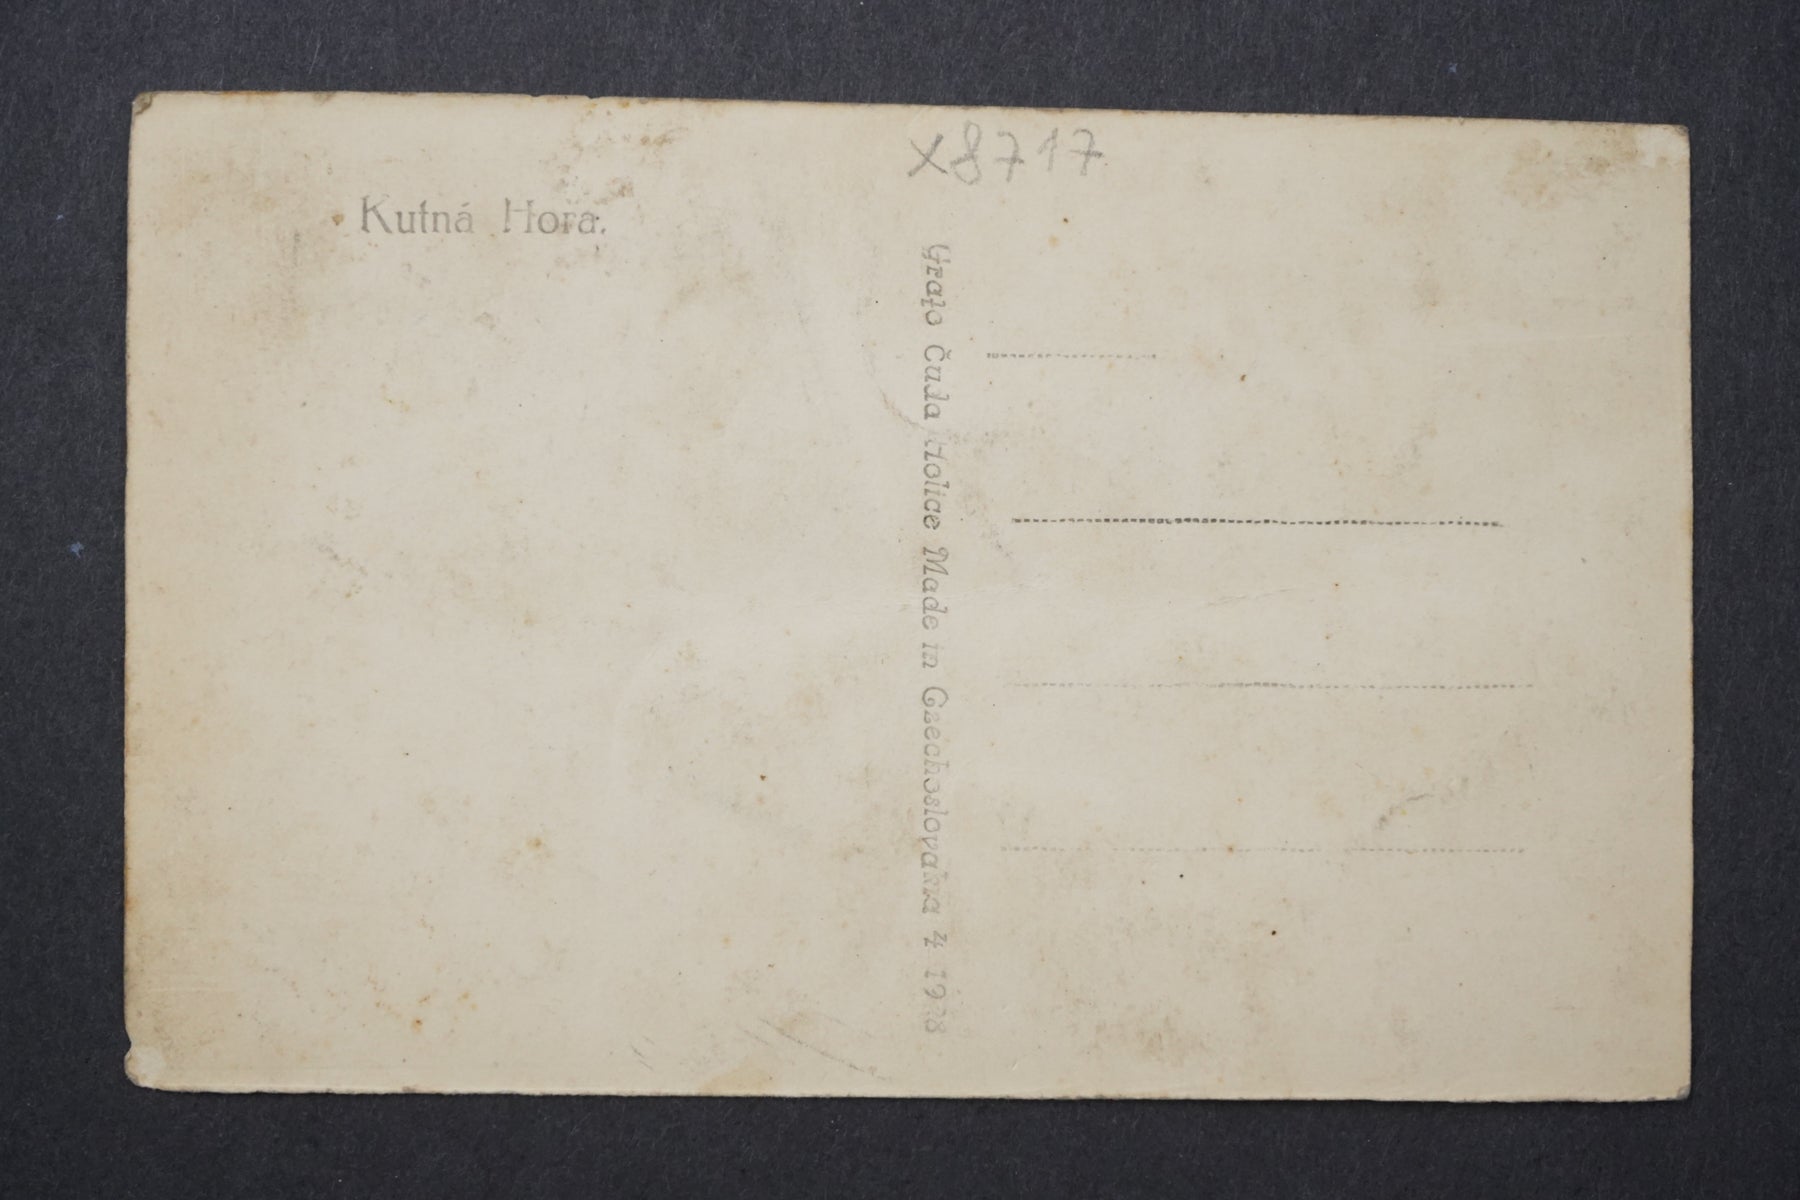 x8717
Kutná Hora.
Grafo Čuda Holice Made in Czechoslovakia 4 1928